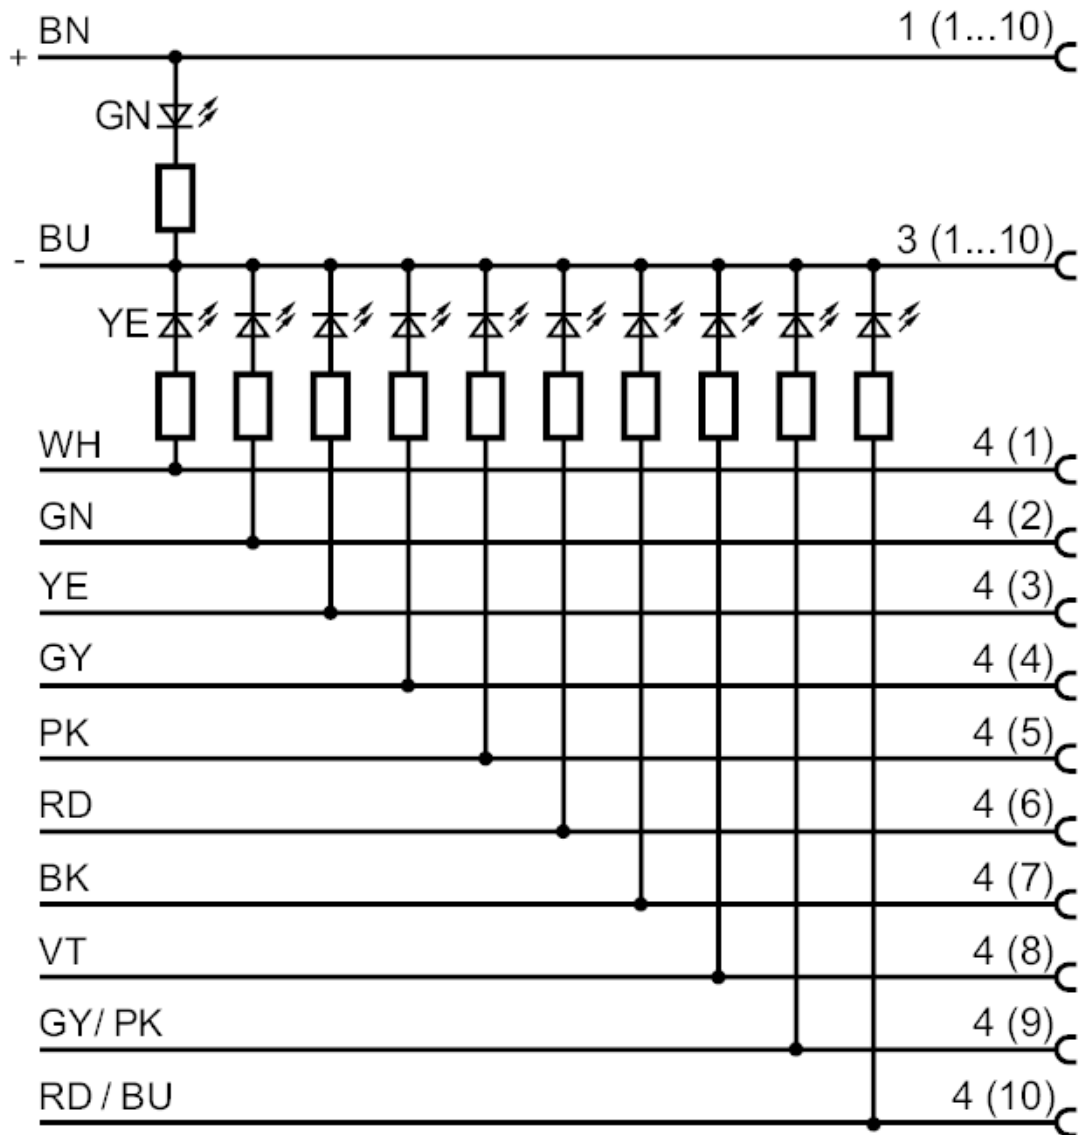 BN 1 (1...10)
+
GN
BU 3 (1...10)
-
YE
WH 4 (1)
GN 4 (2)
YE 4 (3)
GY 4 (4)
PK 4 (5)
RD 4 (6)
BK 4 (7)
VT 4 (8)
GY/ PK 4 (9)
RD / BU 4 (10)